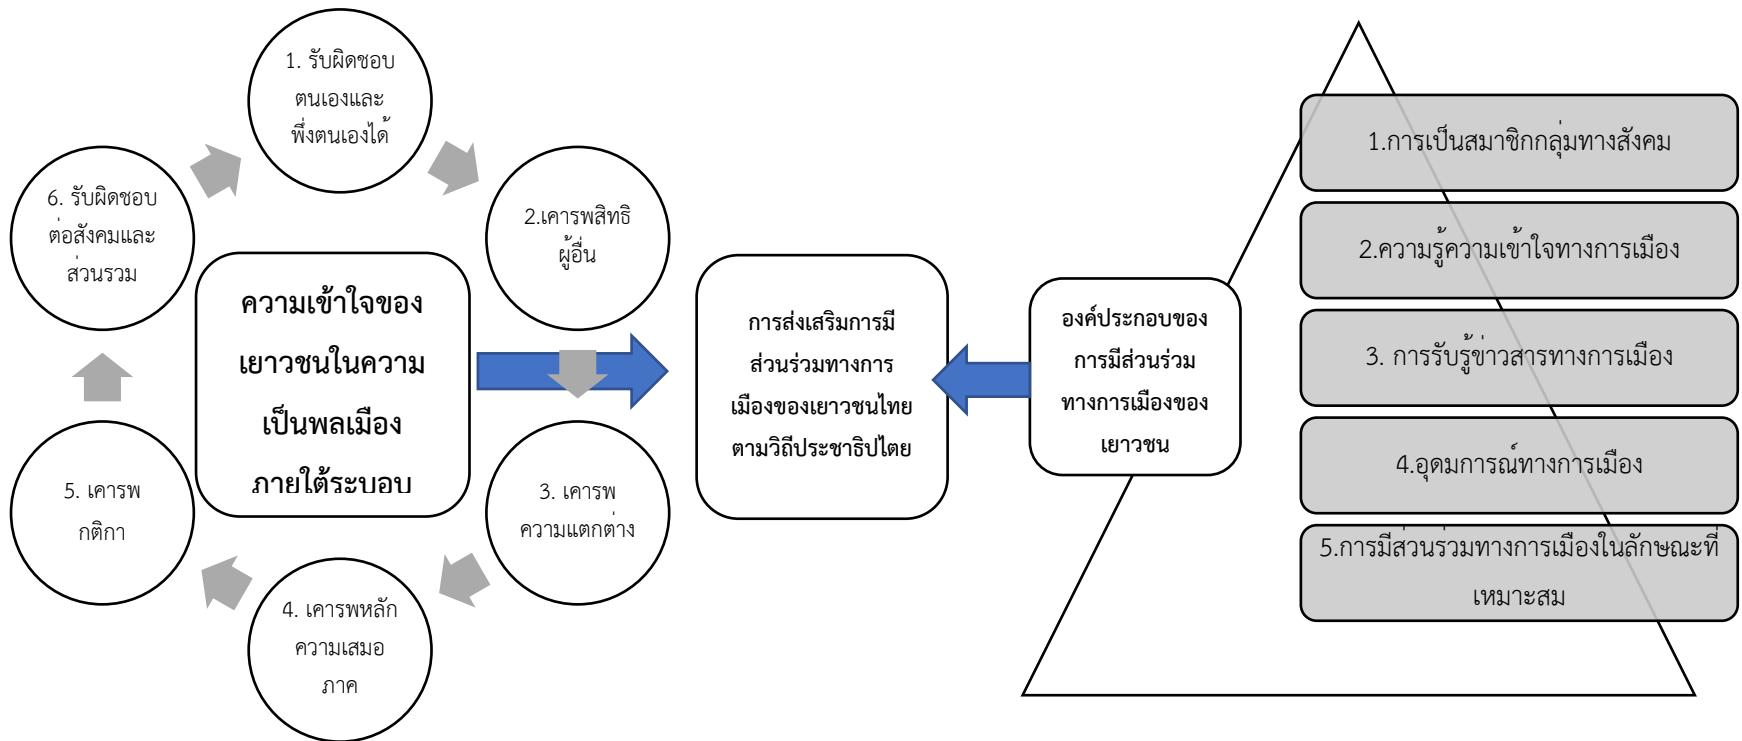 1. รับผิดชอบ
ตนเองและ
พึ่งตนเองได้
2.เคารพสิทธิ
ผู้อื่น
3. เคารพ
ความแตกต่าง
4. เคารพหลัก
ความเสมอ
ภาค
5. เคารพ
กติกา
6. รับผิดชอบ
ต่อสังคมและ
ส่วนรวม
ความเข้าใจของ
เยาวชนในความ
เป็นพลเมือง
ภายใต้ระบอบ
การส่งเสริมการมี
ส่วนร่วมทางการ
เมืองของเยาวชนไทย
ตามวิถีประชาธิปไตย
องค์ประกอบของ
การมีส่วนร่วม
ทางการเมืองของ
เยาวชน
1.การเป็นสมาชิกกลุ่มทางสังคม
2.ความรู้ความเข้าใจทางการเมือง
3. การรับรู้ข่าวสารทางการเมือง
4.อุดมการณ์ทางการเมือง
5.การมีส่วนร่วมทางการเมืองในลักษณะที่
เหมาะสม